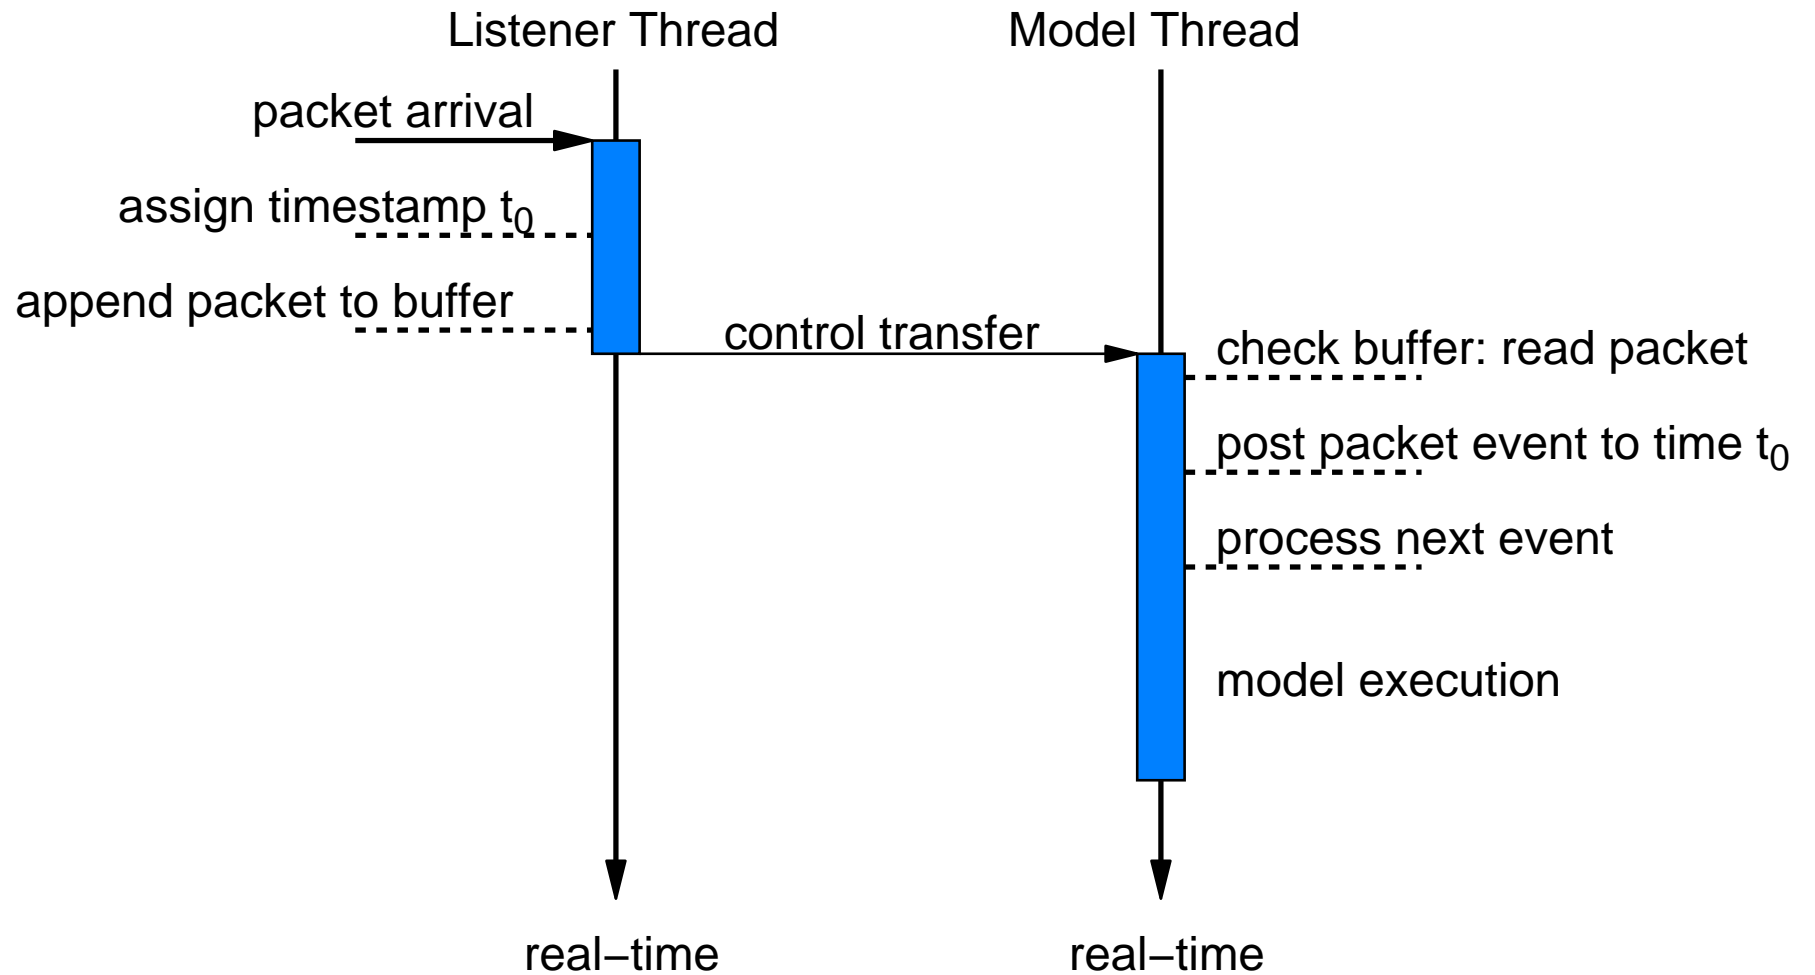 Listener Thread
Model Thread
packet arrival
assign timestamp t₀
append packet to buffer
control transfer
check buffer: read packet
post packet event to time t₀
process next event
model execution
real−time
real−time